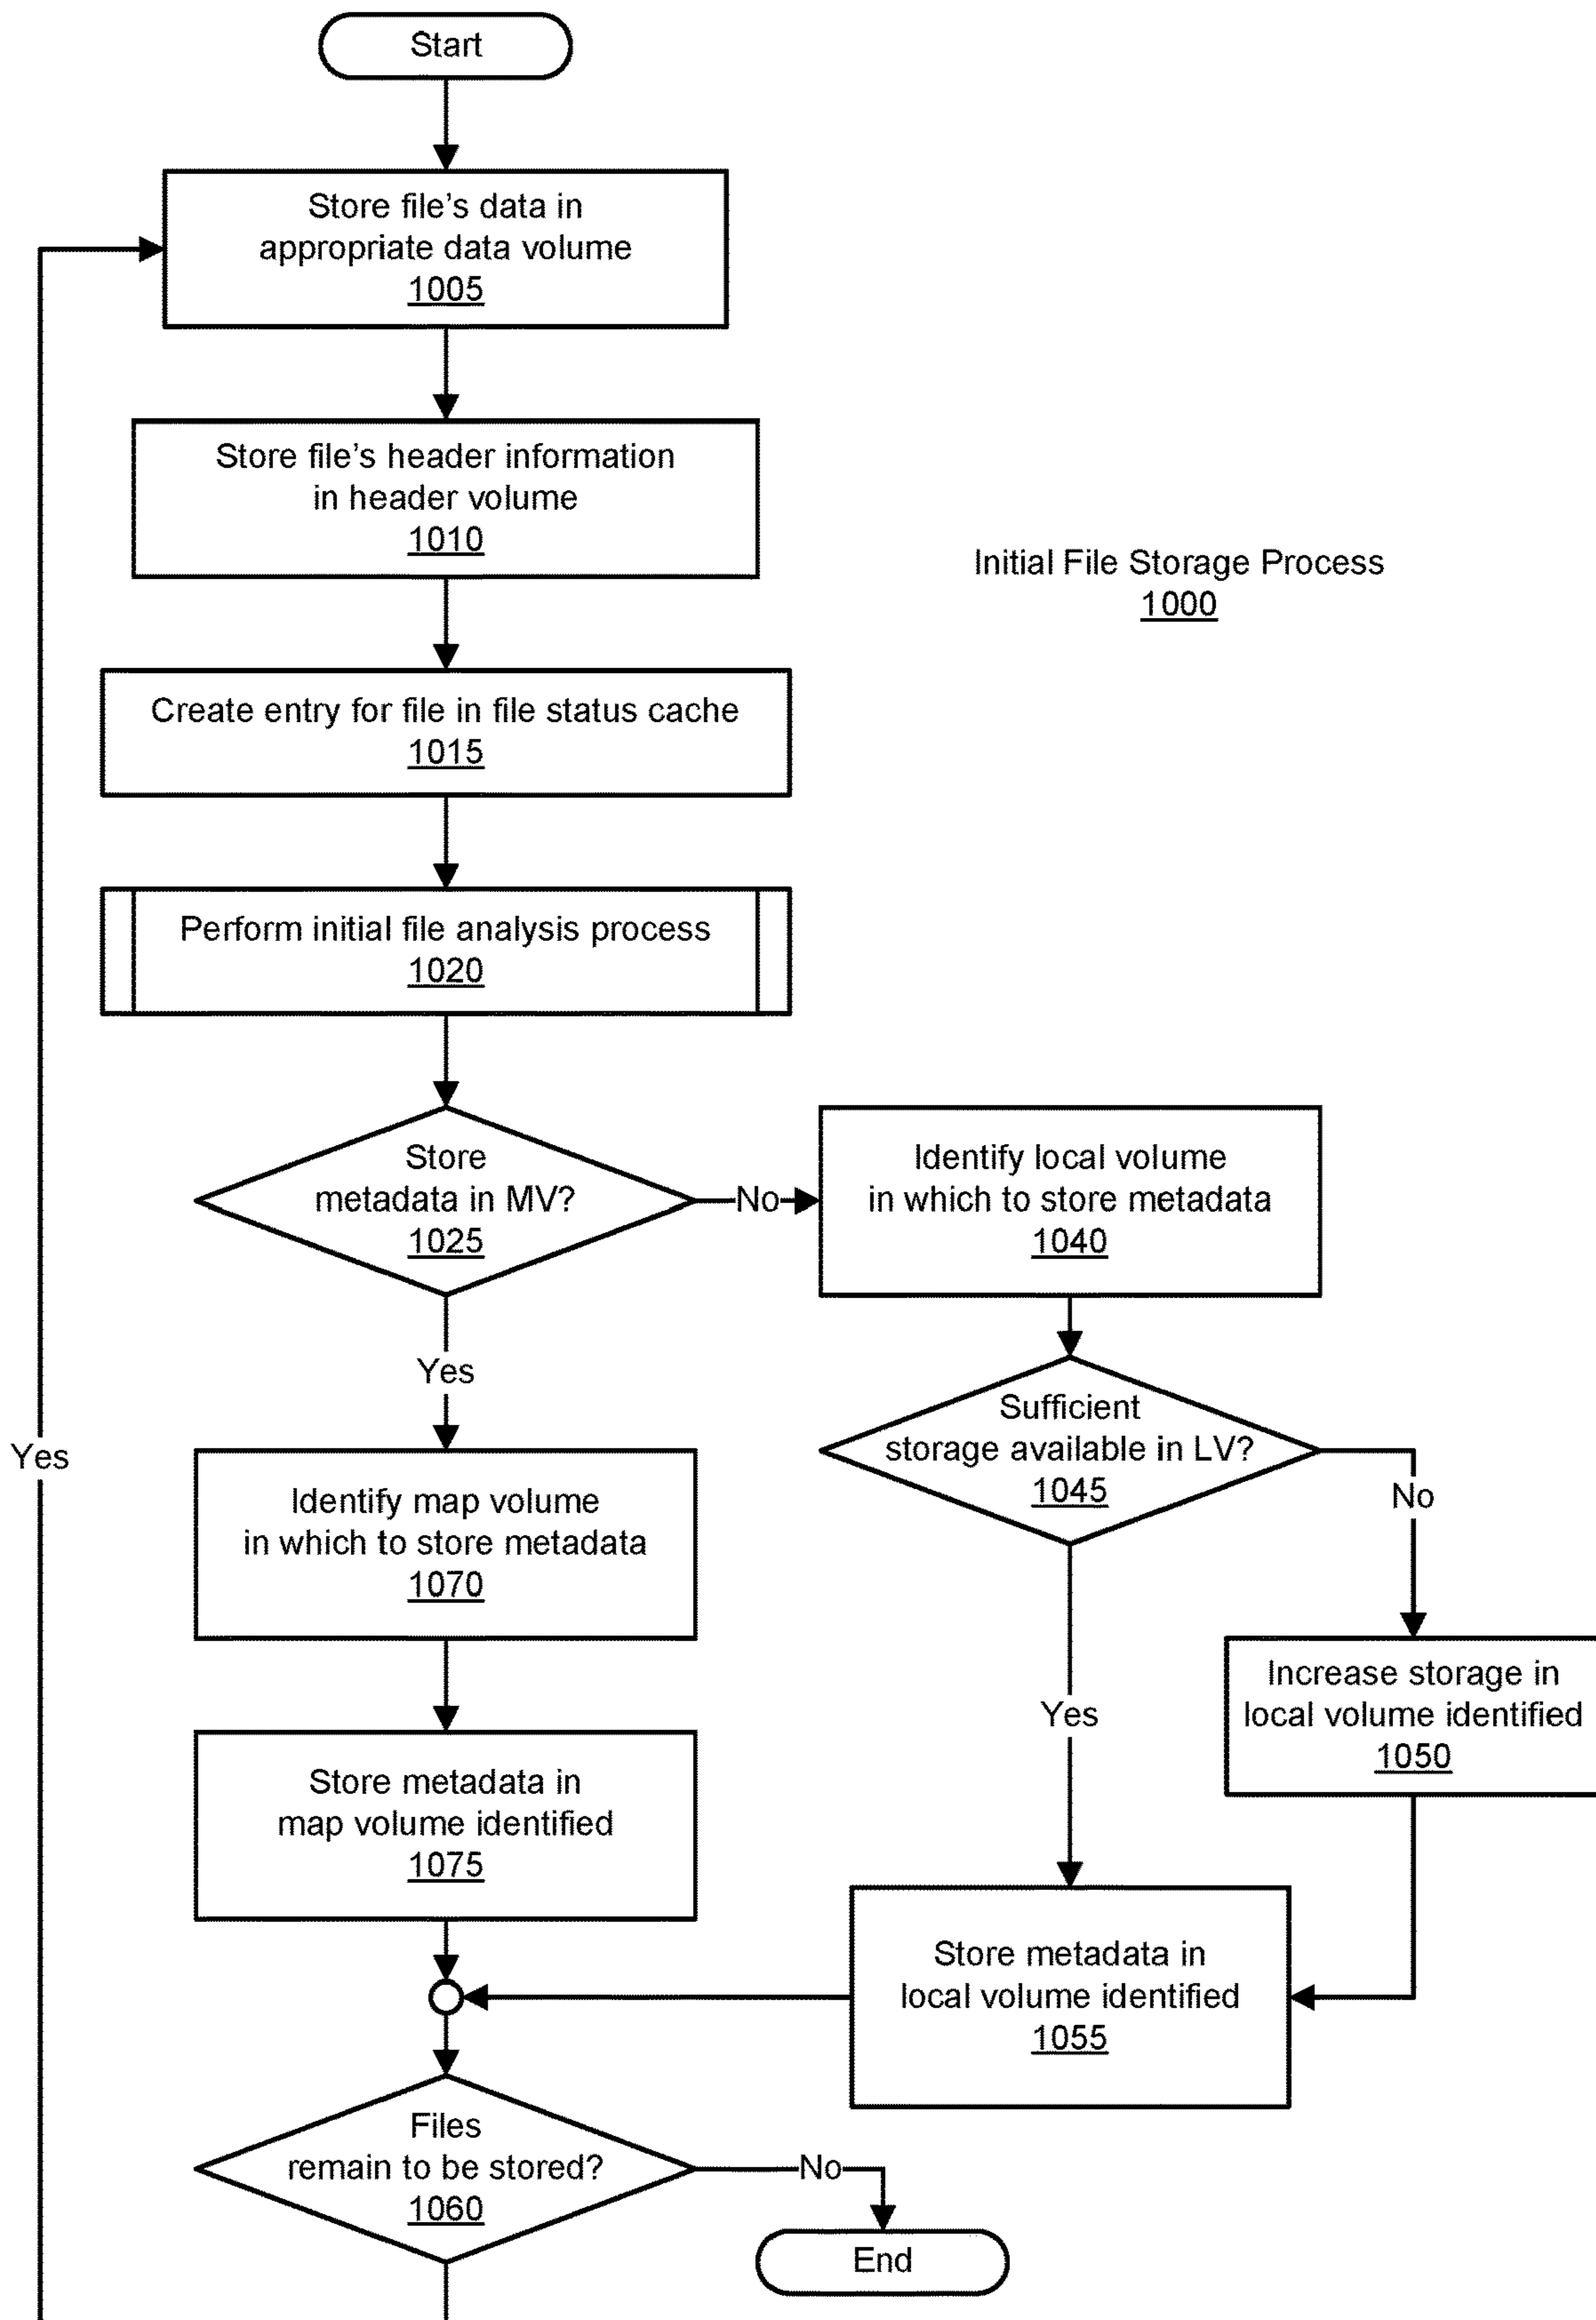 Start
Store file's data in
appropriate data volume
1005
Store file's header information
in header volume
1010
Initial File Storage Process
1000
Create entry for file in file status cache
1015
Perform initial file analysis process
1020
Store
metadata in MV?
1025
No
Identify local volume
in which to store metadata
1040
Yes
Sufficient
storage available in LV?
1045
No
Yes
Identify map volume
in which to store metadata
1070
Increase storage in
local volume identified
1050
Yes
Store metadata in
map volume identified
1075
Store metadata in
local volume identified
1055
Files
remain to be stored?
1060
No
End